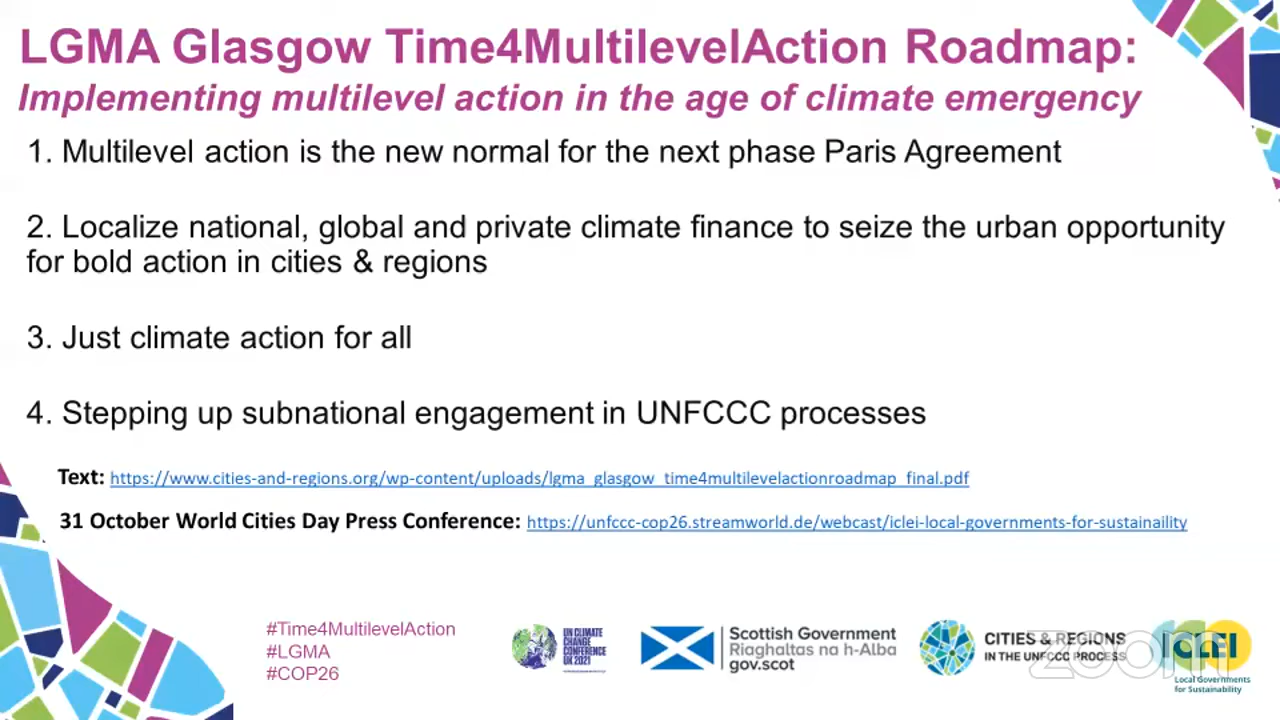 LGMA Glasgow Time4MultilevelAction Roadmap:
Implementing multilevel action in the age of climate emergency
1. Multilevel action is the new normal for the next phase Paris Agreement
2. Localize national, global and private climate finance to seize the urban opportunity
for bold action in cities & regions
3. Just climate action for all
4. Stepping up subnational engagement in UNFCCC processes
Text: https://www.cities-and-regions.org/wp-content/uploads/lgma_glasgow_time4multilevelactionroadmap_final.pdf
31 October World Cities Day Press Conference: https://unfccc-cop26.streamworld.de/webcast/iclei-local-governments-for-sustainaility
#Time4MultilevelAction
#LGMA
#COP26
UN CLIMATE
CHANGE
CONFERENCE
UK 2021
Scottish Government
Riaghaltas na h-Alba
gov.scot
CITIES & REGIONS
IN THE UNFCCC PROCESS
ICLEI
Local Governments
for Sustainability
zoom